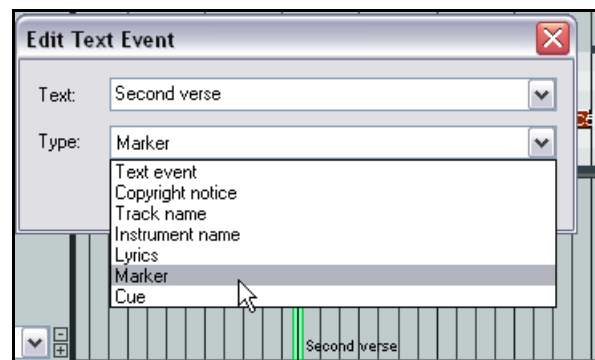 Edit Text Event
Text: Second verse
Type: Marker
Text event
Copyright notice
Track name
Instrument name
Lyrics
Marker
Cue
Second verse